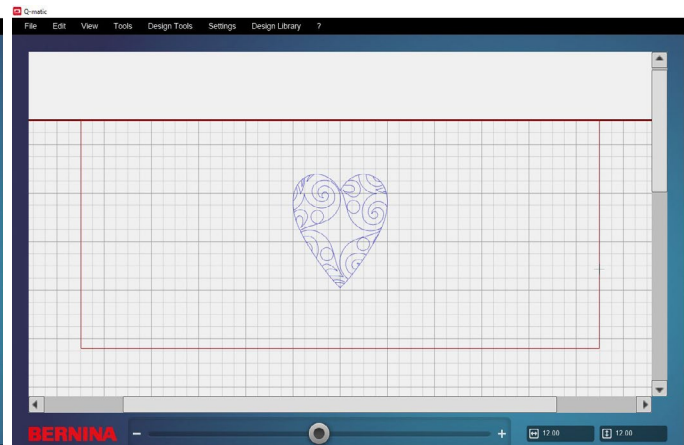 Q-matic
File Edit View Tools Design Tools Settings Design Library ?
BERNINA − + 12.00 12.00